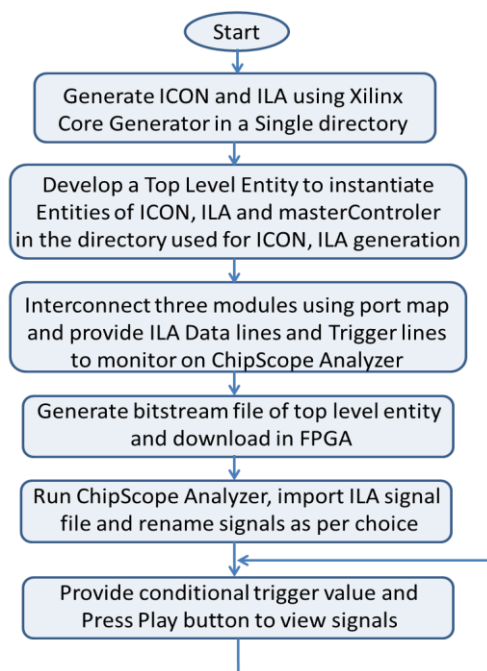 Start
Generate ICON and ILA using Xilinx
Core Generator in a Single directory
Develop a Top Level Entity to instantiate
Entities of ICON, ILA and masterControler
in the directory used for ICON, ILA generation
Interconnect three modules using port map
and provide ILA Data lines and Trigger lines
to monitor on ChipScope Analyzer
Generate bitstream file of top level entity
and download in FPGA
Run ChipScope Analyzer, import ILA signal
file and rename signals as per choice
Provide conditional trigger value and
Press Play button to view signals